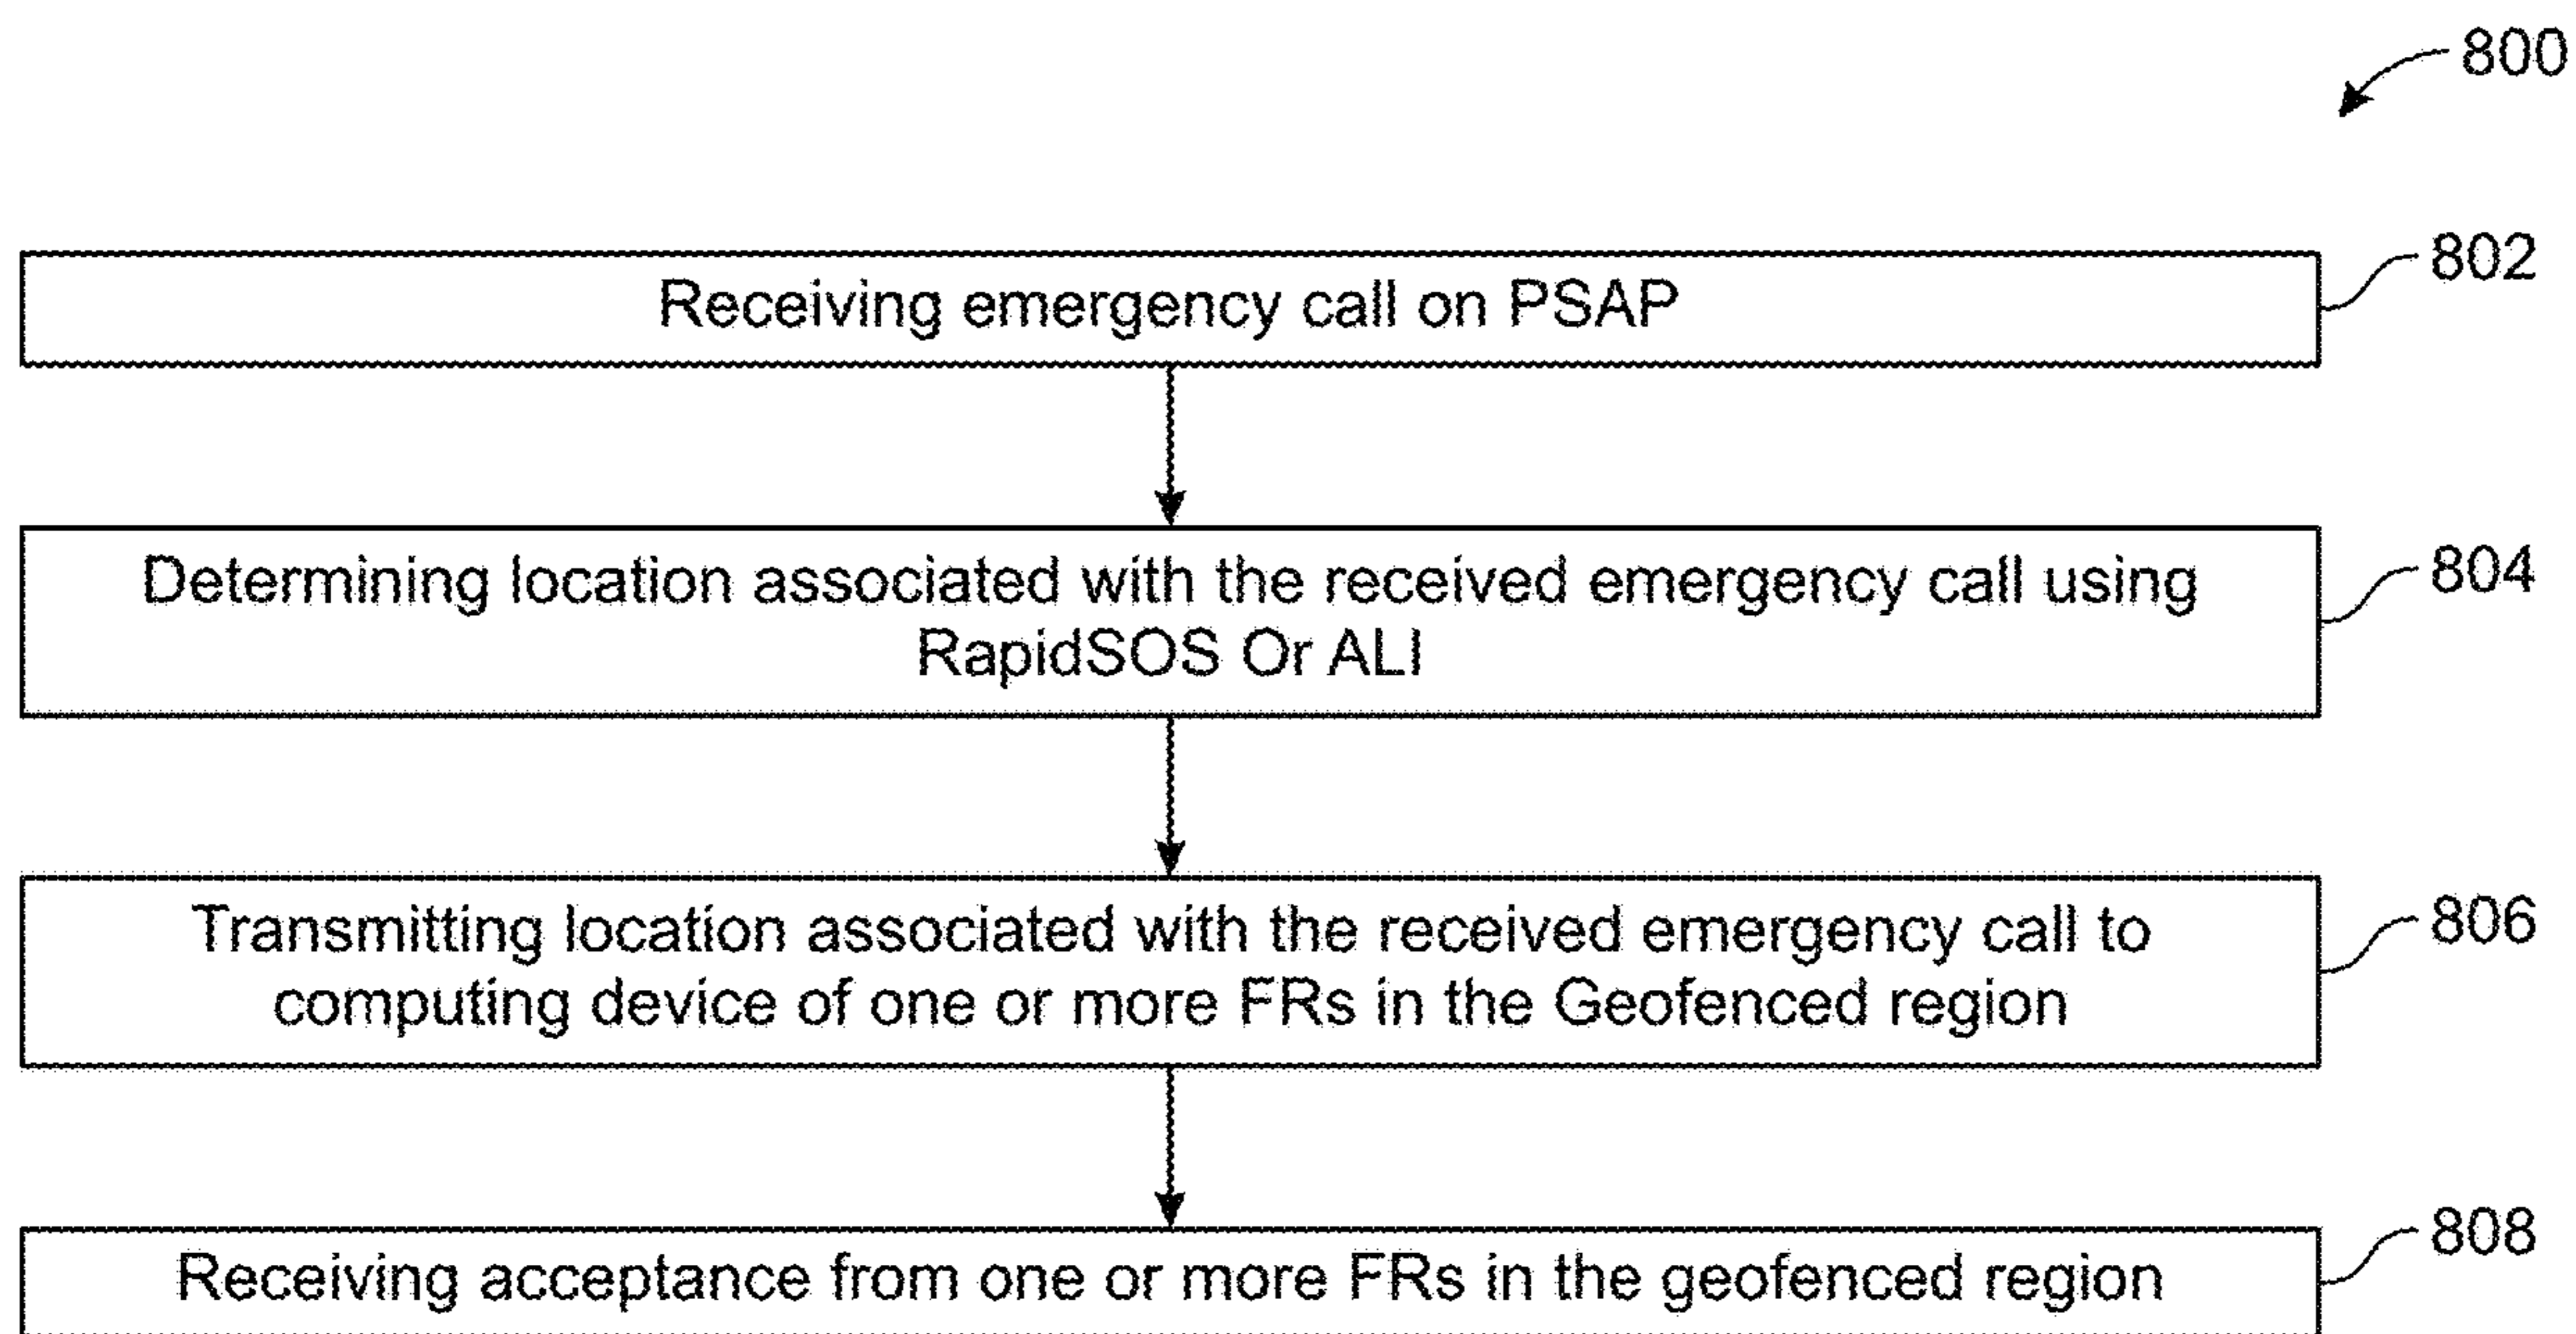 800
Receiving emergency call on PSAP
802
Determining location associated with the received emergency call using
RapidSOS Or ALI
804
Transmitting location associated with the received emergency call to
computing device of one or more FRs in the Geofenced region
806
Receiving acceptance from one or more FRs in the geofenced region
808